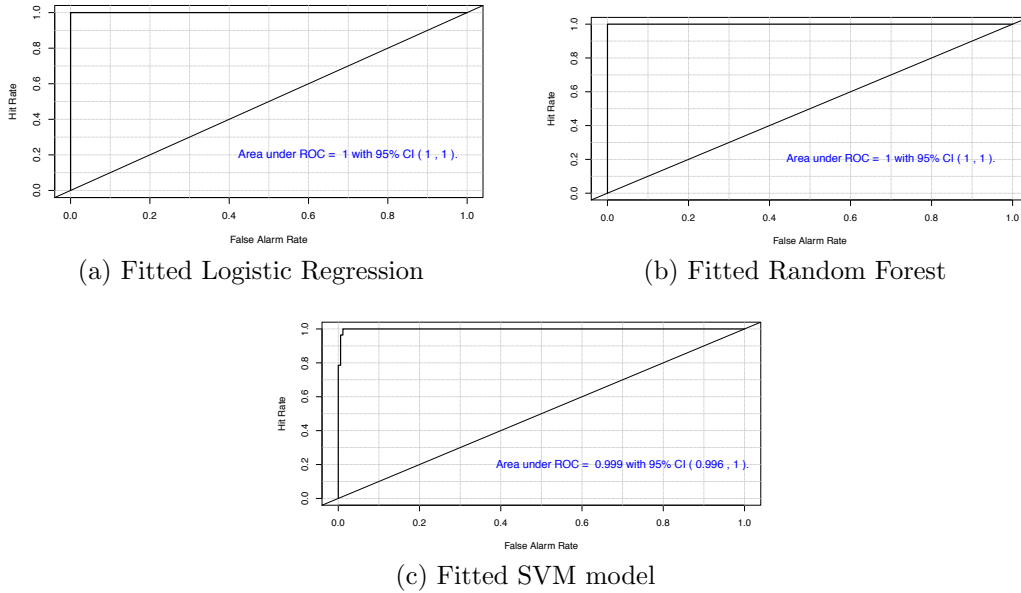 1.0
0.8
0.6
0.4
0.2
0.0
Hit Rate
Area under ROC = 1 with 95% CI ( 1 , 1 ).
0.0 0.2 0.4 0.6 0.8 1.0
False Alarm Rate
(a) Fitted Logistic Regression
1.0
0.8
0.6
0.4
0.2
0.0
Hit Rate
Area under ROC = 1 with 95% CI ( 1 , 1 ).
0.0 0.2 0.4 0.6 0.8 1.0
False Alarm Rate
(b) Fitted Random Forest
1.0
0.8
0.6
0.4
0.2
0.0
Hit Rate
Area under ROC = 0.999 with 95% CI ( 0.996 , 1 ).
0.0 0.2 0.4 0.6 0.8 1.0
False Alarm Rate
(c) Fitted SVM model